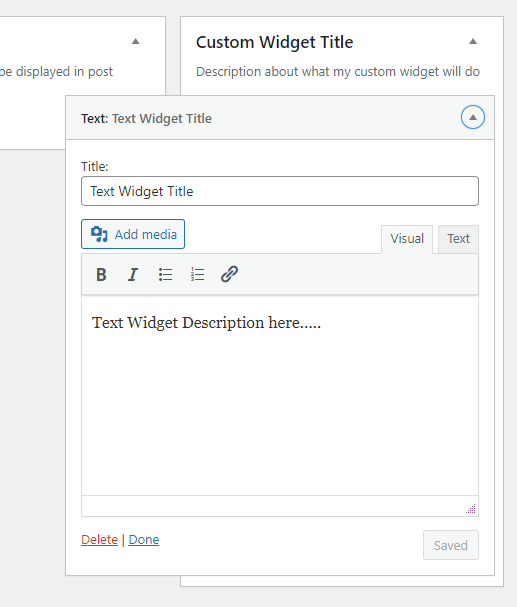 Custom Widget Title
be displayed in post
Description about what my custom widget will do
Text: Text Widget Title
Title:
Text Widget Title
Add media
Visual
Text
B I
Text Widget Description here.....
Delete | Done
Saved